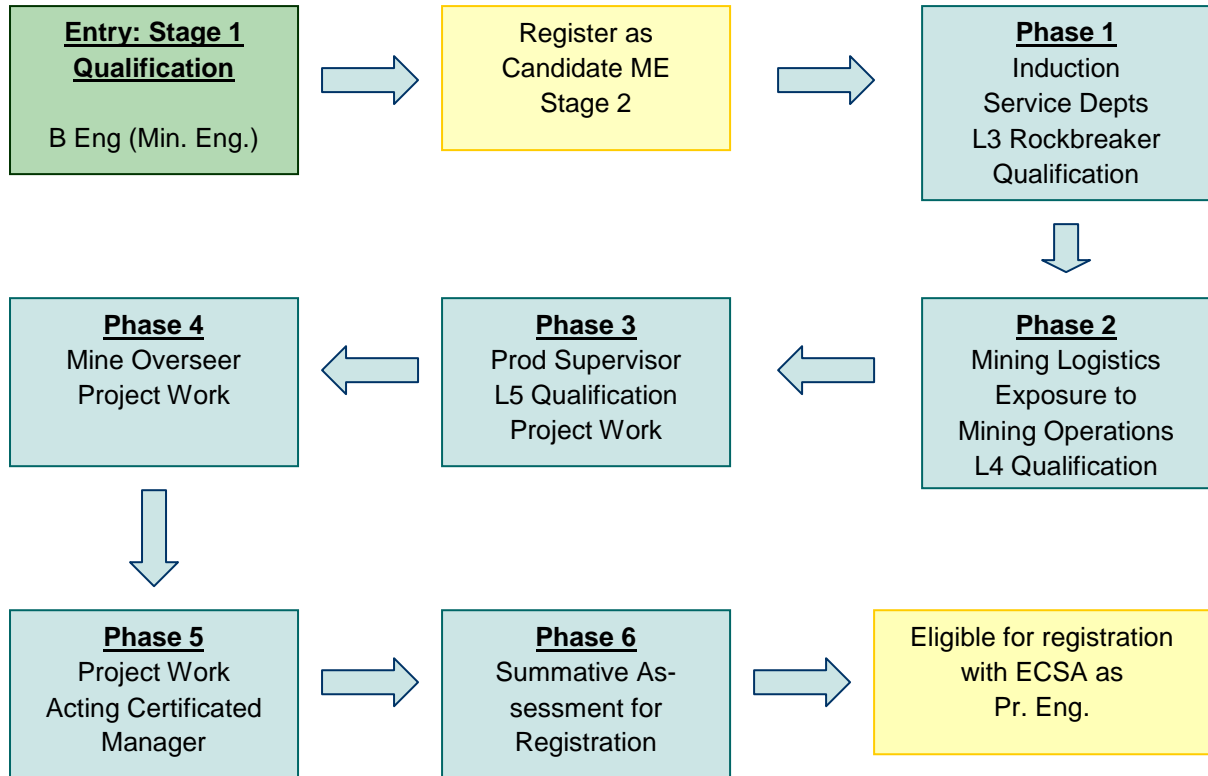 Entry: Stage 1
Qualification
B Eng (Min. Eng.)
Register as
Candidate ME
Stage 2
Phase 1
Induction
Service Depts
L3 Rockbreaker
Qualification
Phase 2
Mining Logistics
Exposure to
Mining Operations
L4 Qualification
Phase 3
Prod Supervisor
L5 Qualification
Project Work
Phase 4
Mine Overseer
Project Work
Phase 5
Project Work
Acting Certificated
Manager
Phase 6
Summative As-
sessment for
Registration
Eligible for registration
with ECSA as
Pr. Eng.